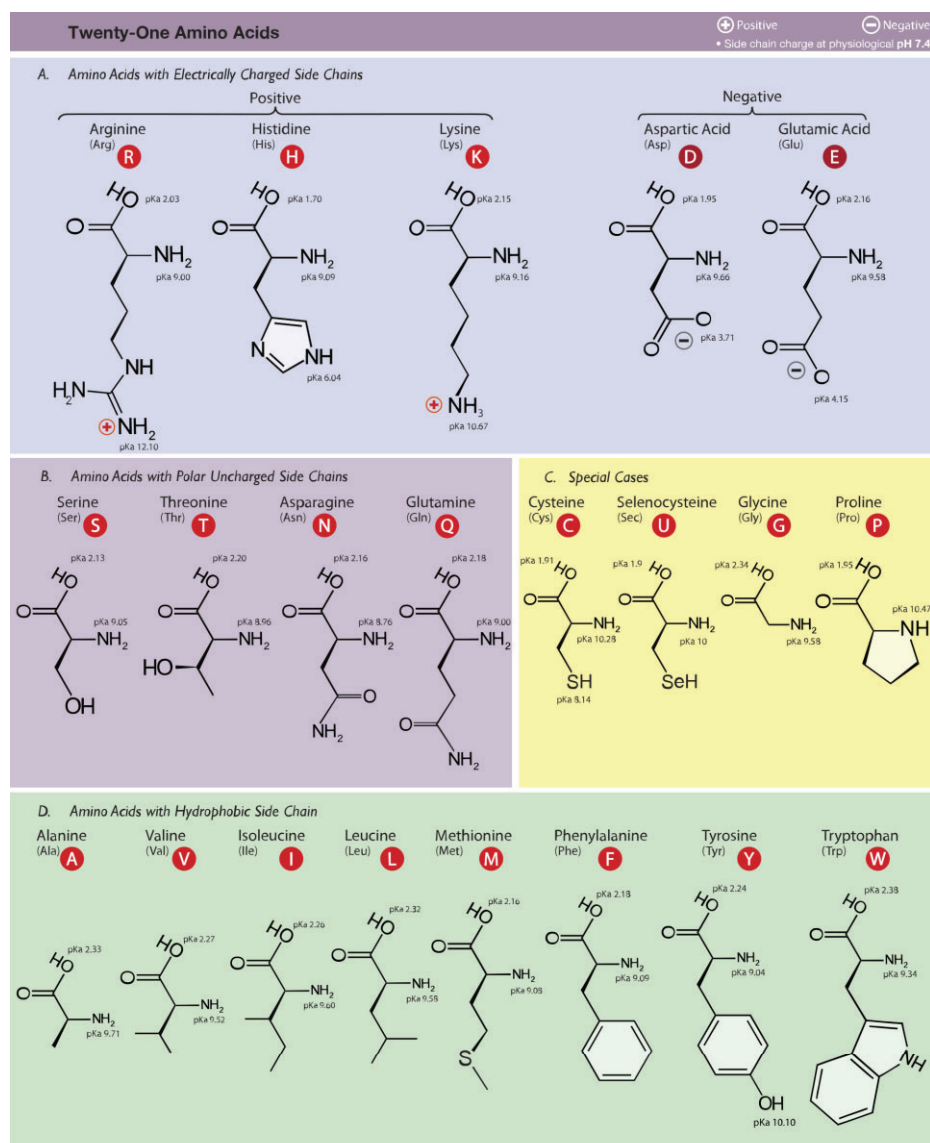 Twenty-One Amino Acids
⊕ Positive ⊖ Negative
• Side chain charge at physiological pH 7.4
A. Amino Acids with Electrically Charged Side Chains
Positive
Negative
Arginine
(Arg)
R
Histidine
(His)
H
Lysine
(Lys)
K
Aspartic Acid
(Asp)
D
Glutamic Acid
(Glu)
E
HO pKa 2.03
O
NH₂
pKa 9.00
NH
H₂N
⊕ NH₂
pKa 12.10
HO pKa 1.70
O
NH₂
pKa 9.09
N
NH
pKa 6.04
HO pKa 2.15
O
NH₂
pKa 9.16
⊕ NH₃
pKa 10.67
HO pKa 1.95
O
NH₂
pKa 9.66
O
O ⊖ pKa 3.71
HO pKa 2.16
O
NH₂
pKa 9.58
O
⊖ O
pKa 4.15
B. Amino Acids with Polar Uncharged Side Chains
Serine
(Ser)
S
Threonine
(Thr)
T
Asparagine
(Asn)
N
Glutamine
(Gln)
Q
pKa 2.13
HO
O
pKa 9.05
NH₂
OH
pKa 2.20
HO
O
pKa 8.96
NH₂
HO
pKa 2.16
HO
O
pKa 8.76
NH₂
O
NH₂
pKa 2.18
HO
O
pKa 9.00
NH₂
O
NH₂
C. Special Cases
Cysteine
(Cys)
C
Selenocysteine
(Sec)
U
Glycine
(Gly)
G
Proline
(Pro)
P
pKa 1.91
HO
O
NH₂
pKa 10.28
SH
pKa 8.14
pKa 1.9
HO
O
NH₂
pKa 10
SeH
pKa 2.34
HO
O
NH₂
pKa 9.58
pKa 1.95
HO
O
pKa 10.47
NH
D. Amino Acids with Hydrophobic Side Chain
Alanine
(Ala)
A
Valine
(Val)
V
Isoleucine
(Ile)
I
Leucine
(Leu)
L
Methionine
(Met)
M
Phenylalanine
(Phe)
F
Tyrosine
(Tyr)
Y
Tryptophan
(Trp)
W
pKa 2.33
HO
O
NH₂
pKa 9.71
pKa 2.27
HO
O
NH₂
pKa 9.52
pKa 2.26
HO
O
NH₂
pKa 9.60
pKa 2.32
HO
O
NH₂
pKa 9.58
pKa 2.16
HO
O
NH₂
pKa 9.08
S
pKa 2.18
HO
O
NH₂
pKa 9.09
pKa 2.24
HO
O
NH₂
pKa 9.04
OH
pKa 10.10
pKa 2.38
HO
O
NH₂
pKa 9.34
NH